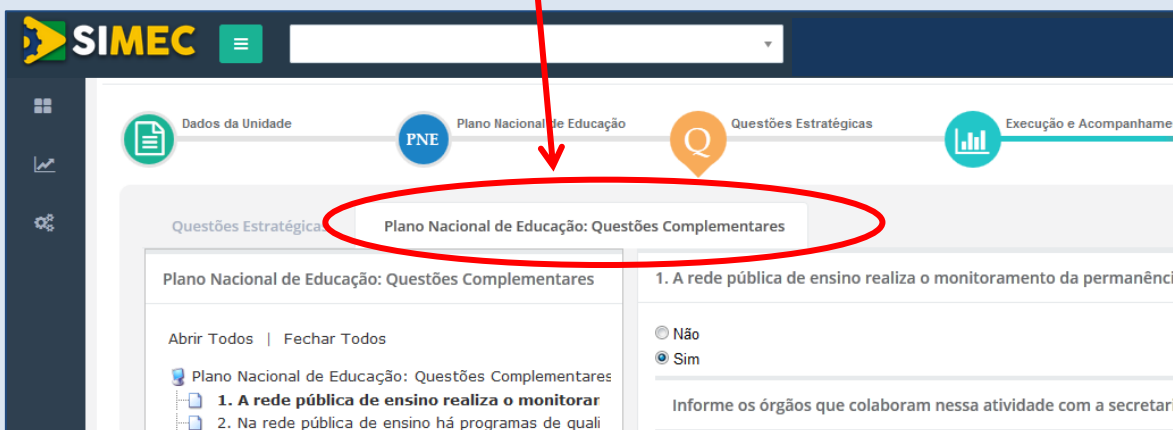 SIMEC
Dados da Unidade
PNE
Plano Nacional de Educação
Q
Questões Estratégicas
Execução e Acompanhame
Questões Estratégicas
Plano Nacional de Educação: Questões Complementares
Plano Nacional de Educação: Questões Complementares
Abrir Todos | Fechar Todos
Plano Nacional de Educação: Questões Complementares
1. A rede pública de ensino realiza o monitorar
2. Na rede pública de ensino há programas de quali
1. A rede pública de ensino realiza o monitoramento da permanênci
Não
Sim
Informe os órgãos que colaboram nessa atividade com a secretari